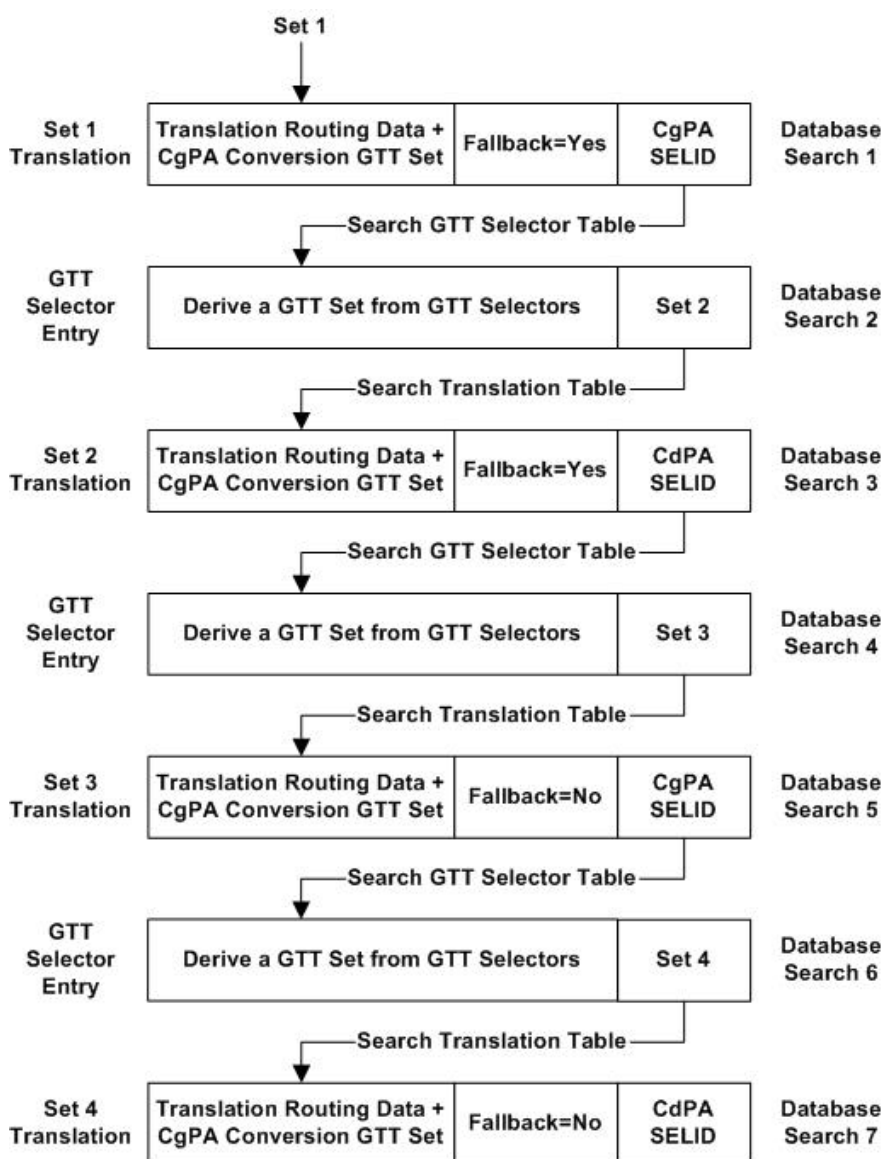 Set 1
Set 1
Translation
Translation Routing Data +
CgPA Conversion GTT Set
Fallback=Yes
CgPA
SELID
Database
Search 1
Search GTT Selector Table
GTT
Selector
Entry
Derive a GTT Set from GTT Selectors
Set 2
Database
Search 2
Search Translation Table
Set 2
Translation
Translation Routing Data +
CgPA Conversion GTT Set
Fallback=Yes
CdPA
SELID
Database
Search 3
Search GTT Selector Table
GTT
Selector
Entry
Derive a GTT Set from GTT Selectors
Set 3
Database
Search 4
Search Translation Table
Set 3
Translation
Translation Routing Data +
CgPA Conversion GTT Set
Fallback=No
CgPA
SELID
Database
Search 5
Search GTT Selector Table
GTT
Selector
Entry
Derive a GTT Set from GTT Selectors
Set 4
Database
Search 6
Search Translation Table
Set 4
Translation
Translation Routing Data +
CgPA Conversion GTT Set
Fallback=No
CdPA
SELID
Database
Search 7